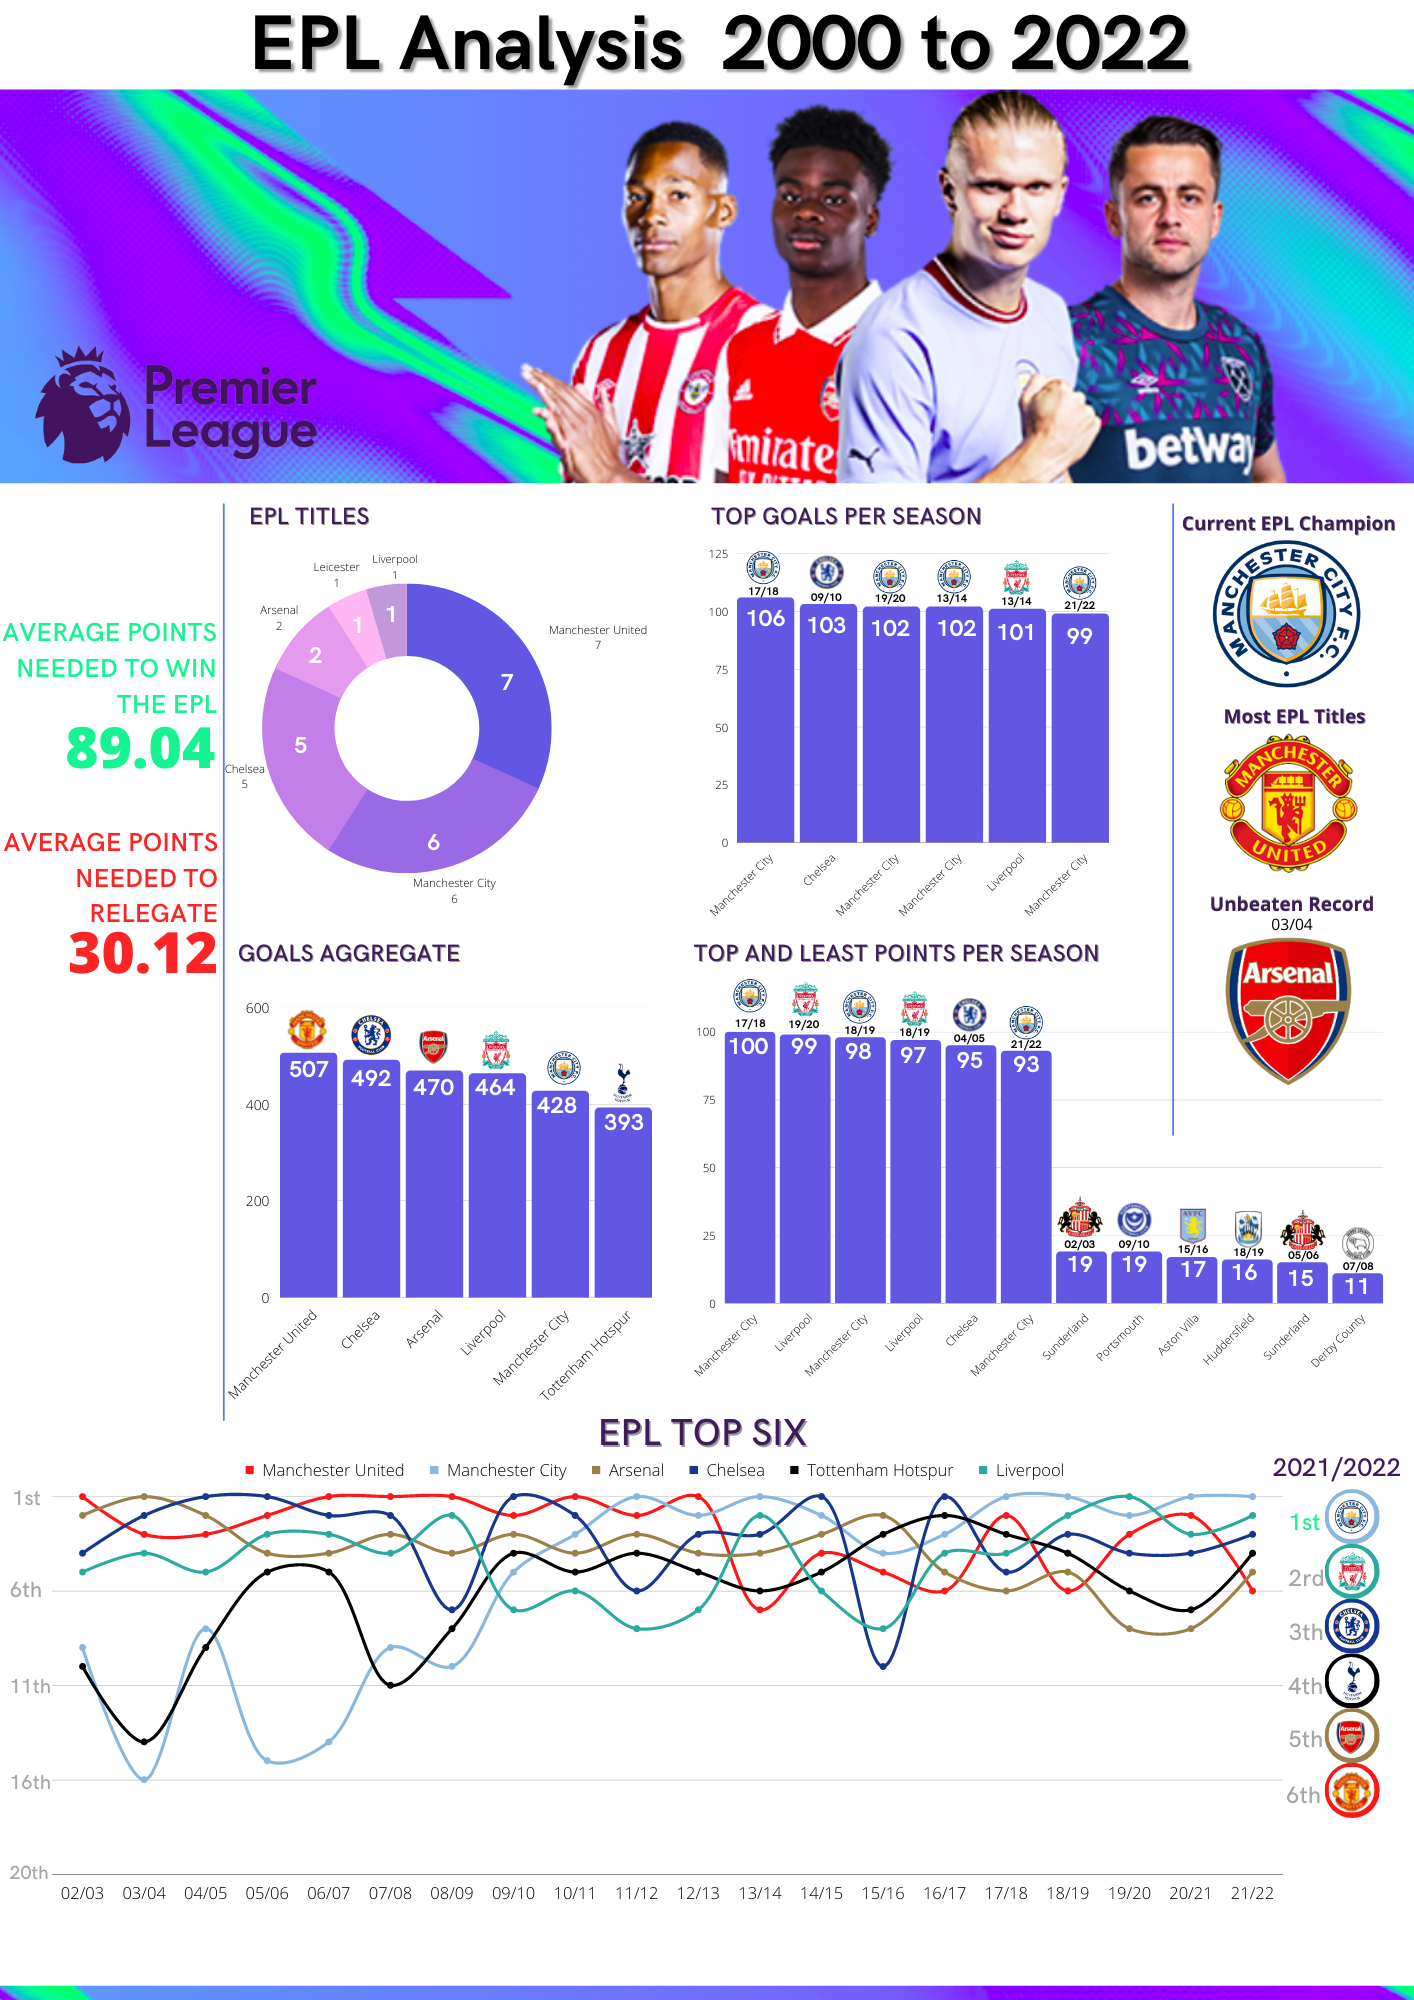 EPL Analysis 2000 to 2022
Premier
League
mirate
betway
AVERAGE POINTS
NEEDED TO WIN
THE EPL
89.04
AVERAGE POINTS
NEEDED TO
RELEGATE
30.12
EPL TITLES
Liverpool
1
Leicester
1
Arsenal
2
Manchester United
7
Chelsea
5
Manchester City
6
1
1
2
7
5
6
TOP GOALS PER SEASON
125
100
75
50
25
0
17/18
09/10
19/20
13/14
13/14
21/22
106
103
102
102
101
99
Manchester City
Chelsea
Manchester City
Manchester City
Liverpool
Manchester City
Current EPL Champion
MANCHESTER CITY F.C.
Most EPL Titles
MANCHESTER
UNITED
Unbeaten Record
03/04
Arsenal
GOALS AGGREGATE
600
400
200
0
507
492
470
464
428
393
Manchester United
Chelsea
Arsenal
Liverpool
Manchester City
Tottenham Hotspur
TOP AND LEAST POINTS PER SEASON
100
75
50
25
0
17/18
19/20
18/19
18/19
04/05
21/22
02/03
09/10
15/16
18/19
05/06
07/08
100
99
98
97
95
93
19
19
17
16
15
11
Manchester City
Liverpool
Manchester City
Liverpool
Chelsea
Manchester City
Sunderland
Portsmouth
Aston Villa
Huddersfield
Sunderland
Derby County
EPL TOP SIX
Manchester United
Manchester City
Arsenal
Chelsea
Tottenham Hotspur
Liverpool
1st
6th
11th
16th
20th
02/03 03/04 04/05 05/06 06/07 07/08 08/09 09/10 10/11 11/12 12/13 13/14 14/15 15/16 16/17 17/18 18/19 19/20 20/21 21/22
2021/2022
1st
2rd
3th
4th
5th
6th